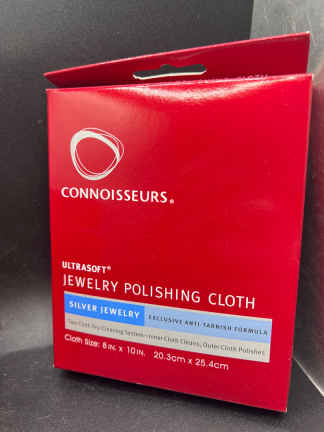 CONNOISSEURS®
ULTRASOFT®
JEWELRY POLISHING CLOTH
SILVER JEWELRY EXCLUSIVE ANTI-TARNISH FORMULA
Two Cloth Dry Cleaning System—Inner Cloth Cleans, Outer Cloth Polishes
Cloth Size: 8 IN. x 10 IN. 20.3cm x 25.4cm